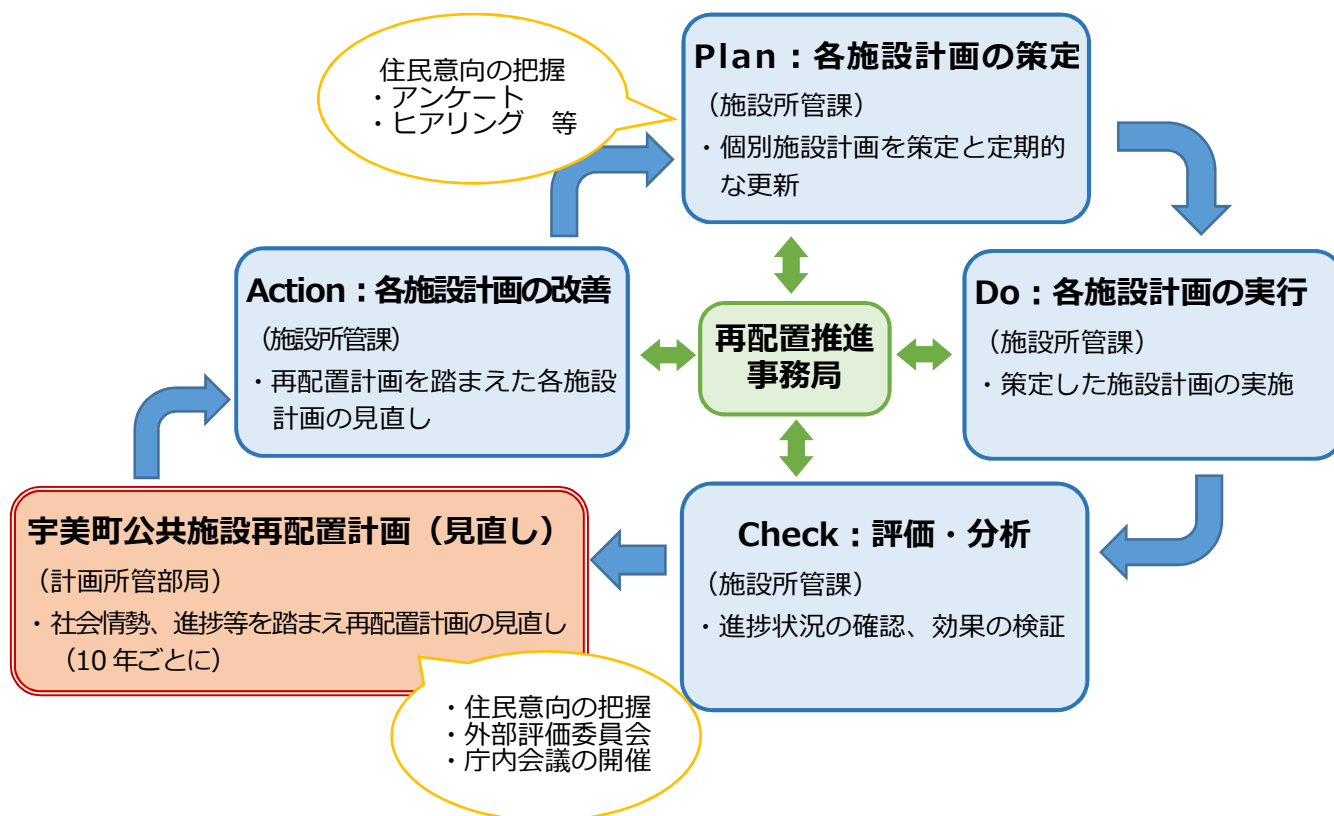 住民意向の把握
・アンケート
・ヒアリング　等
Plan：各施設計画の策定
（施設所管課）
・個別施設計画を策定と定期的
な更新
Action：各施設計画の改善
（施設所管課）
・再配置計画を踏まえた各施設
計画の見直し
再配置推進
事務局
Do：各施設計画の実行
（施設所管課）
・策定した施設計画の実施
宇美町公共施設再配置計画（見直し）
（計画所管部局）
・社会情勢、進捗等を踏まえ再配置計画の見直し
（10 年ごとに）
Check：評価・分析
（施設所管課）
・進捗状況の確認、効果の検証
・住民意向の把握
・外部評価委員会
・庁内会議の開催